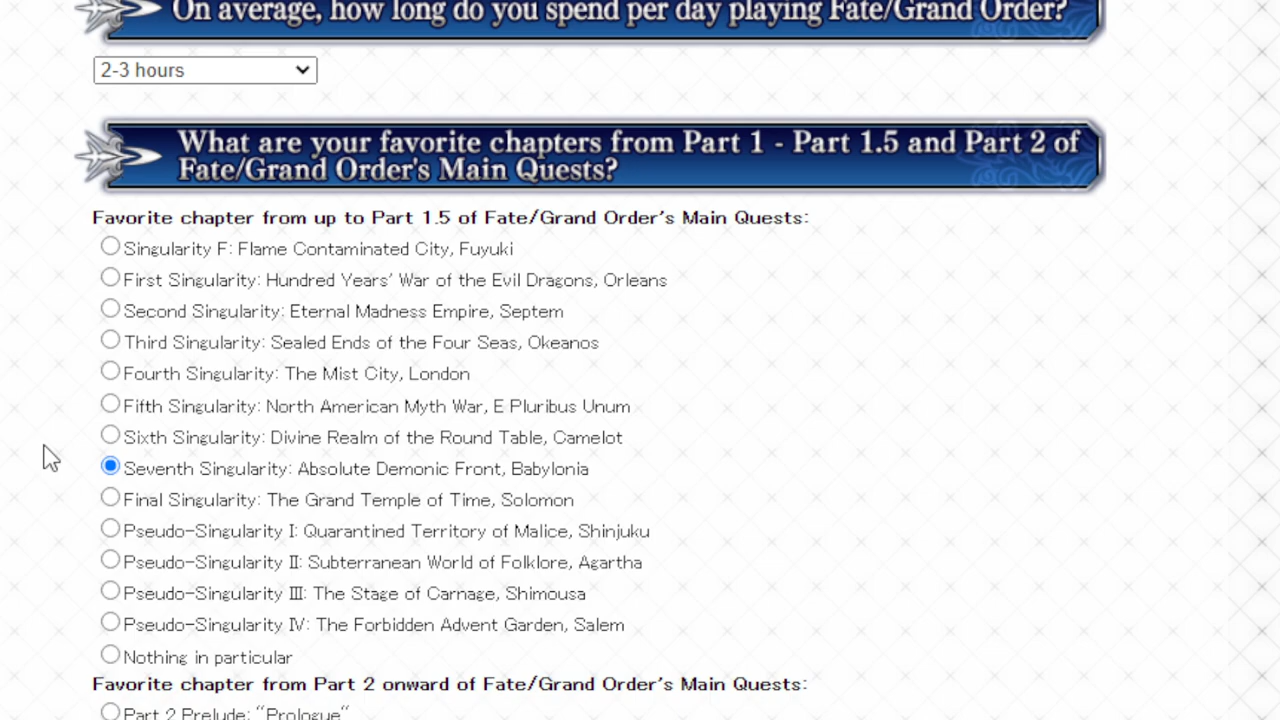 On average, how long do you spend per day playing Fate/Grand Order?
2-3 hours
What are your favorite chapters from Part 1 - Part 1.5 and Part 2 of
Fate/Grand Order's Main Quests?
Favorite chapter from up to Part 1.5 of Fate/Grand Order's Main Quests:
Singularity F: Flame Contaminated City, Fuyuki
First Singularity: Hundred Years' War of the Evil Dragons, Orleans
Second Singularity: Eternal Madness Empire, Septem
Third Singularity: Sealed Ends of the Four Seas, Okeanos
Fourth Singularity: The Mist City, London
Fifth Singularity: North American Myth War, E Pluribus Unum
Sixth Singularity: Divine Realm of the Round Table, Camelot
Seventh Singularity: Absolute Demonic Front, Babylonia
Final Singularity: The Grand Temple of Time, Solomon
Pseudo-Singularity I: Quarantined Territory of Malice, Shinjuku
Pseudo-Singularity II: Subterranean World of Folklore, Agartha
Pseudo-Singularity III: The Stage of Carnage, Shimousa
Pseudo-Singularity IV: The Forbidden Advent Garden, Salem
Nothing in particular
Favorite chapter from Part 2 onward of Fate/Grand Order's Main Quests:
Part 2 Prelude: "Prologue"